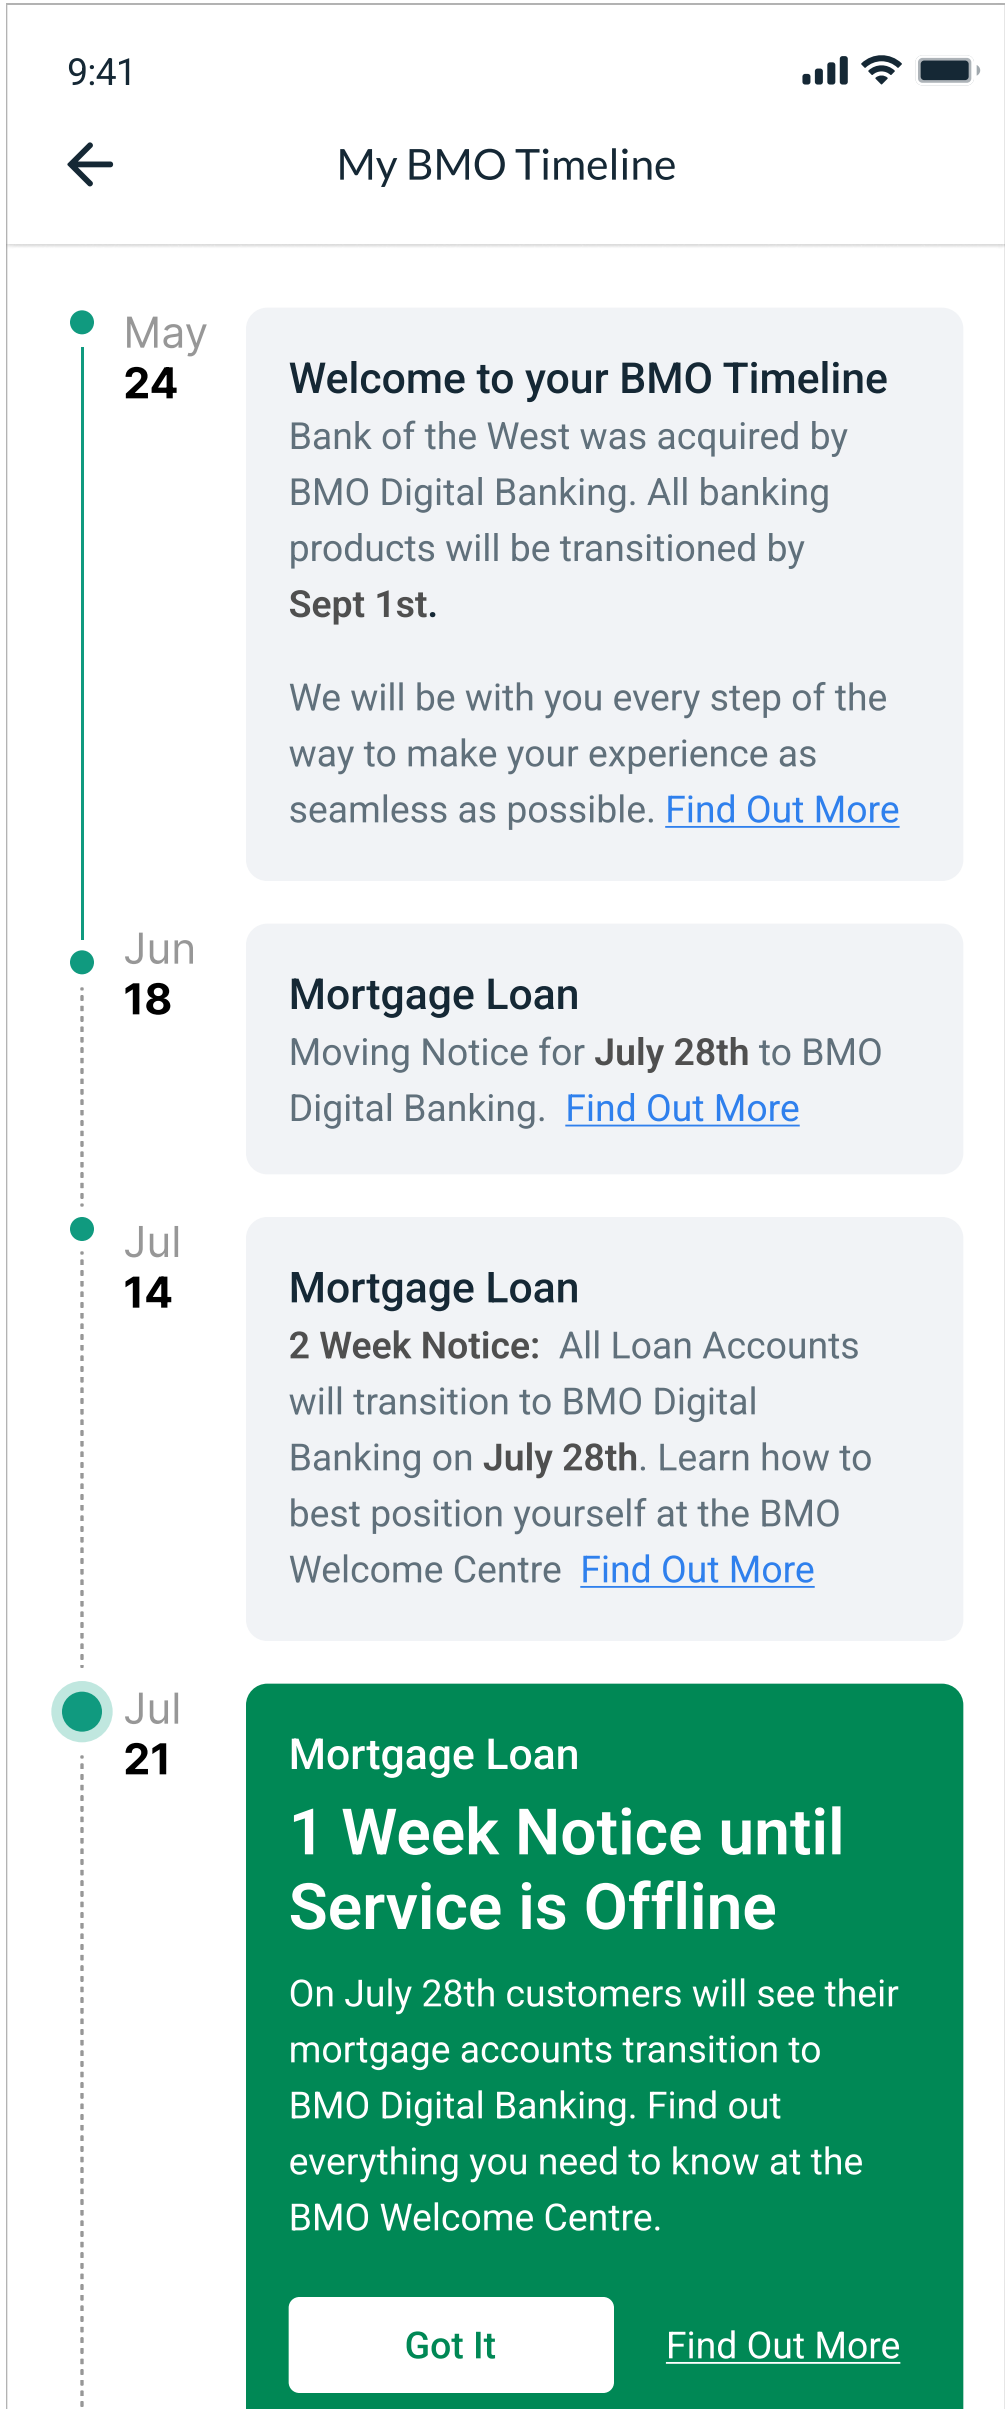 9:41
My BMO Timeline
May
24
Welcome to your BMO Timeline
Bank of the West was acquired by
BMO Digital Banking. All banking
products will be transitioned by
Sept 1st.
We will be with you every step of the
way to make your experience as
seamless as possible. Find Out More
Jun
18
Mortgage Loan
Moving Notice for July 28th to BMO
Digital Banking. Find Out More
Jul
14
Mortgage Loan
2 Week Notice: All Loan Accounts
will transition to BMO Digital
Banking on July 28th. Learn how to
best position yourself at the BMO
Welcome Centre Find Out More
Jul
21
Mortgage Loan
1 Week Notice until
Service is Offline
On July 28th customers will see their
mortgage accounts transition to
BMO Digital Banking. Find out
everything you need to know at the
BMO Welcome Centre.
Got It Find Out More